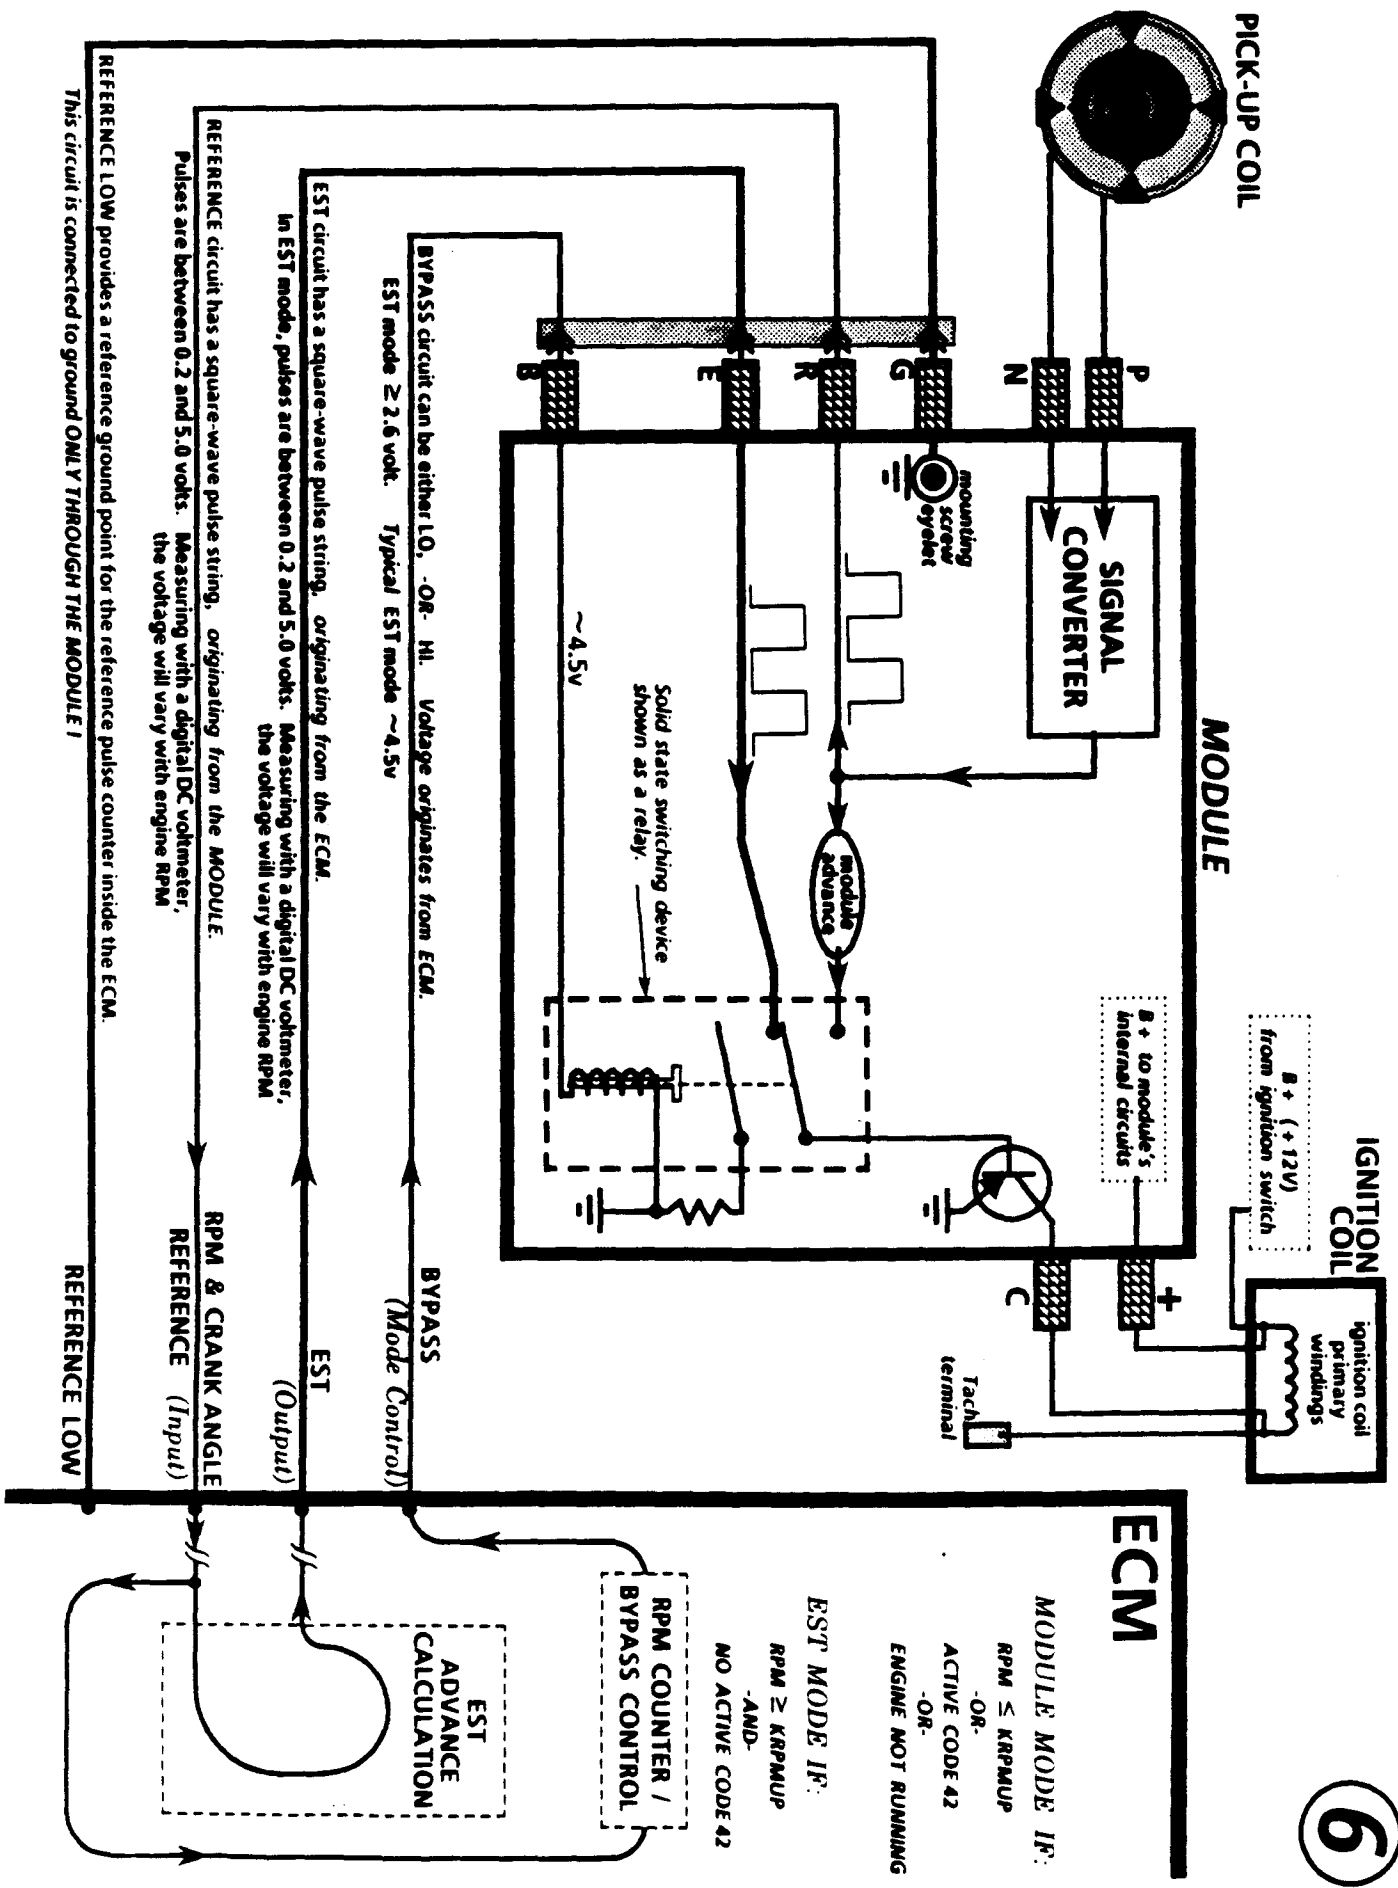 6
PICK-UP COIL
MODULE
IGNITION
COIL
ignition coil
primary
windings
B+ (+12V)
from ignition switch
B+ to module's
internal circuits
P
N
G
R
E
B
+
C
SIGNAL
CONVERTER
mounting
screw
eyelet
module
advance
Tach
terminal
Solid state switching device
shown as a relay.
~4.5v
BYPASS circuit can be either LO, -OR- HI. Voltage originates from ECM.
EST mode ≥ 2.6 volt. Typical EST mode ~4.5v
EST circuit has a square-wave pulse string, originating from the ECM.
In EST mode, pulses are between 0.2 and 5.0 volts. Measuring with a digital DC voltmeter,
the voltage will vary with engine RPM
REFERENCE circuit has a square-wave pulse string, originating from the MODULE.
Pulses are between 0.2 and 5.0 volts. Measuring with a digital DC voltmeter,
the voltage will vary with engine RPM
REFERENCE LOW provides a reference ground point for the reference pulse counter inside the ECM.
This circuit is connected to ground ONLY THROUGH THE MODULE !
BYPASS
(Mode Control)
EST
(Output)
RPM & CRANK ANGLE
REFERENCE (Input)
REFERENCE LOW
ECM
MODULE MODE IF:
RPM ≤ KRPMUP
-OR-
ACTIVE CODE 42
-OR-
ENGINE NOT RUNNING
EST MODE IF:
RPM ≥ KRPMUP
-AND-
NO ACTIVE CODE 42
RPM COUNTER /
BYPASS CONTROL
EST
ADVANCE
CALCULATION